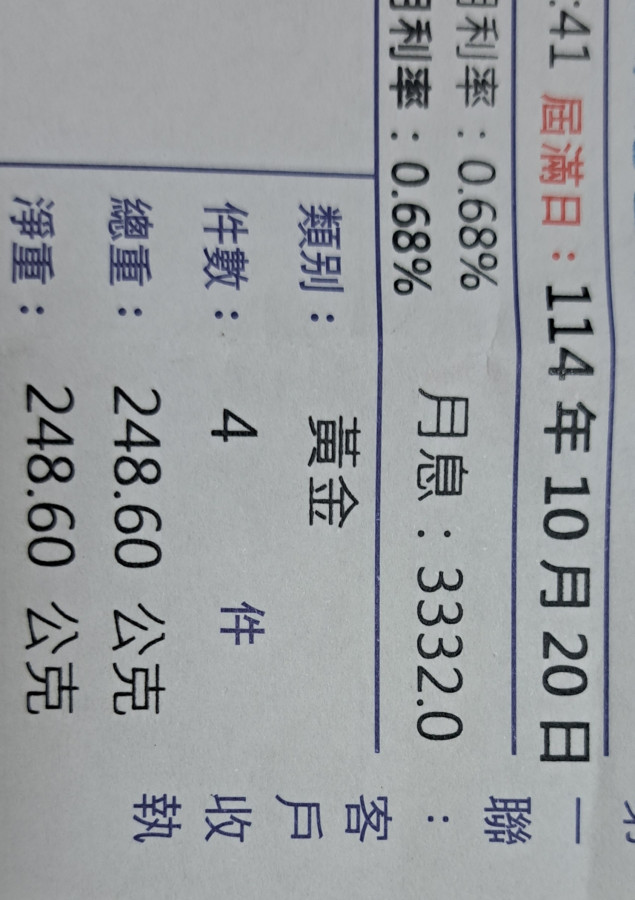 :41 屆滿日：114 年 10 月 20 日
利率：0.68%
利率：0.68% 月息：3332.0
類別： 黃金
件數： 4 件
總重： 248.60 公克
淨重： 248.60 公克
一聯：客戶收執